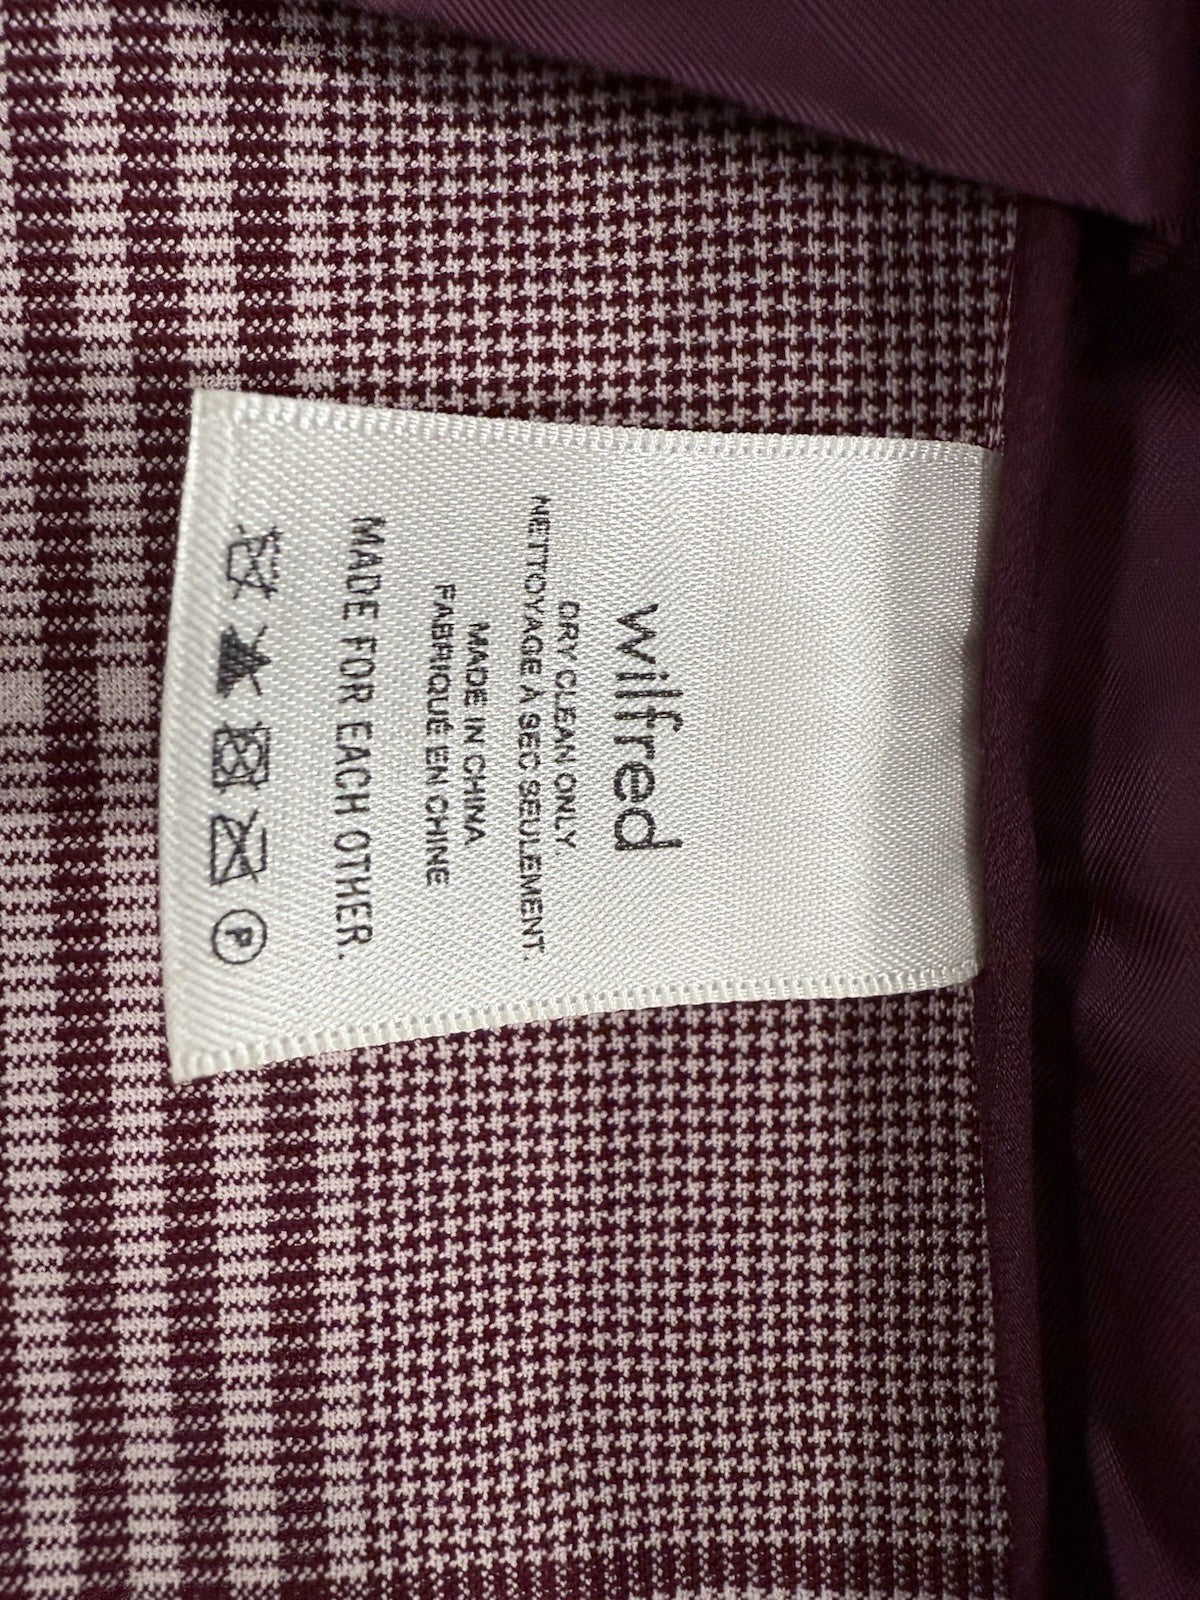 wilfred
DRY CLEAN ONLY.
NETTOYAGE A SEC SEULEMENT.
MADE IN CHINA
FABRIQUÉ EN CHINE
MADE FOR EACH OTHER.
P